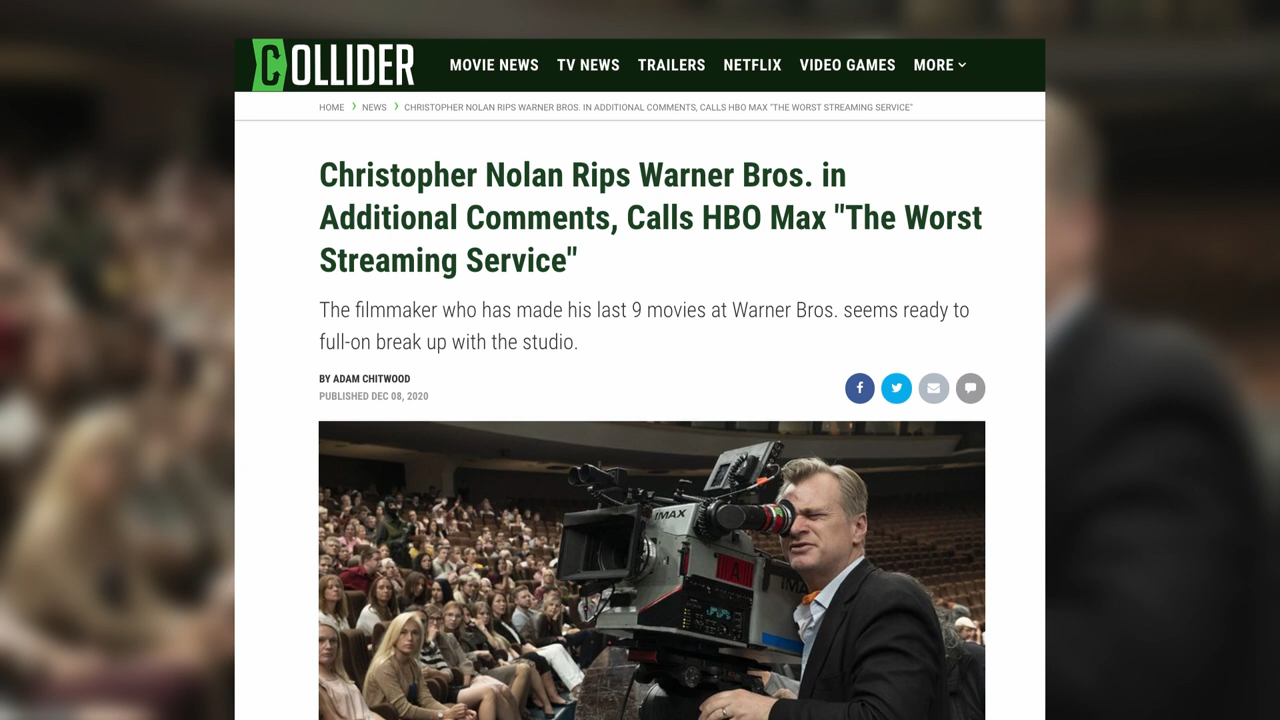 COLLIDER
MOVIE NEWS TV NEWS TRAILERS NETFLIX VIDEO GAMES MORE
HOME NEWS CHRISTOPHER NOLAN RIPS WARNER BROS. IN ADDITIONAL COMMENTS, CALLS HBO MAX "THE WORST STREAMING SERVICE"
Christopher Nolan Rips Warner Bros. in
Additional Comments, Calls HBO Max "The Worst
Streaming Service"
The filmmaker who has made his last 9 movies at Warner Bros. seems ready to
full-on break up with the studio.
BY ADAM CHITWOOD
PUBLISHED DEC 08, 2020
IMAX
A